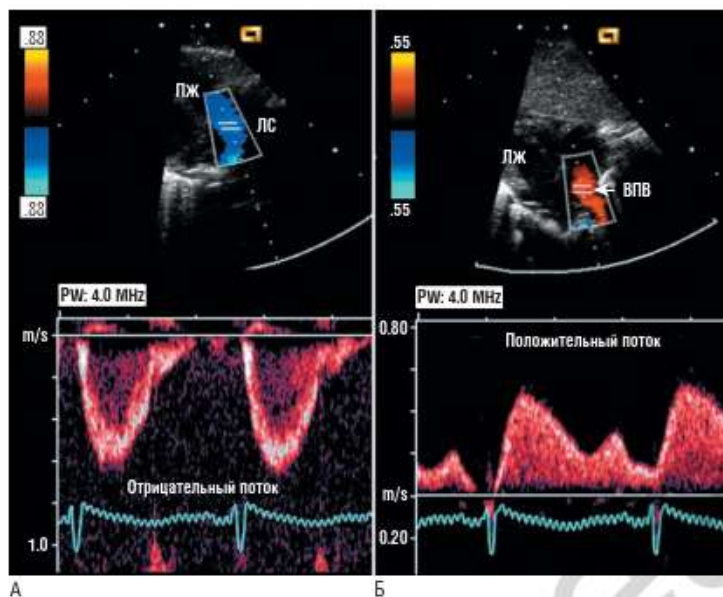 .88
ПЖ
ЛС
.88
PW: 4.0 MHz
m/s
Отрицательный поток
1.0
А
.55
ЛЖ
ВПВ
.55
PW: 4.0 MHz
0.80
Положительный поток
m/s
0.20
Б